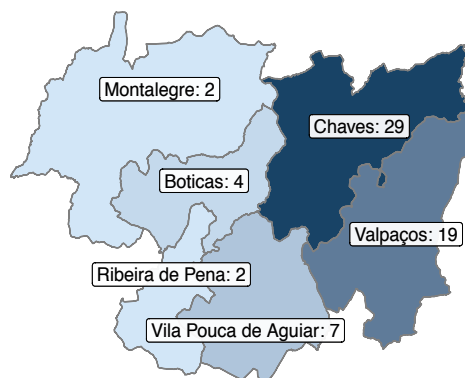 Montalegre: 2
Chaves: 29
Boticas: 4
Valpaços: 19
Ribeira de Pena: 2
Vila Pouca de Aguiar: 7